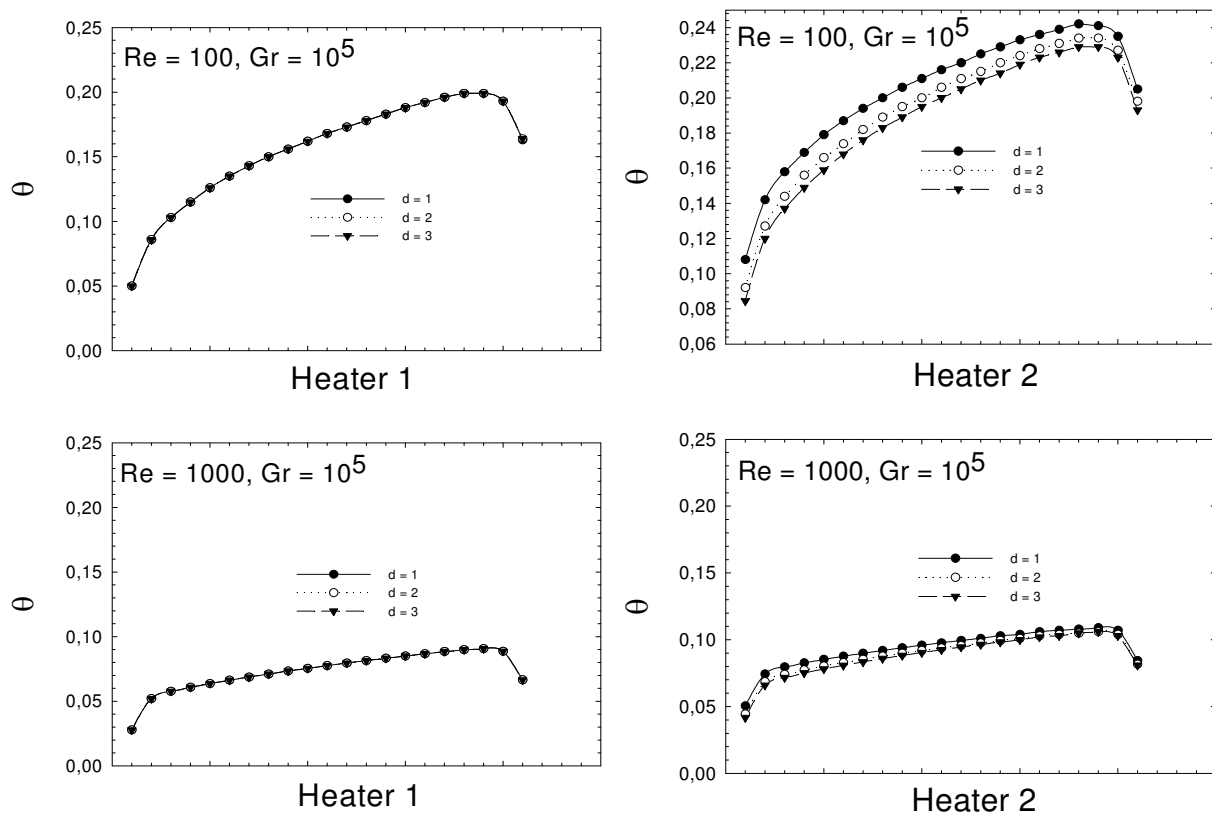 Re = 100, Gr = 10^5
0,25
0,20
0,15
0,10
0,05
0,00
θ
d = 1
d = 2
d = 3
Heater 1
Re = 100, Gr = 10^5
0,24
0,22
0,20
0,18
0,16
0,14
0,12
0,10
0,08
0,06
θ
d = 1
d = 2
d = 3
Heater 2
Re = 1000, Gr = 10^5
0,25
0,20
0,15
0,10
0,05
0,00
θ
d = 1
d = 2
d = 3
Heater 1
Re = 1000, Gr = 10^5
0,25
0,20
0,15
0,10
0,05
0,00
θ
d = 1
d = 2
d = 3
Heater 2